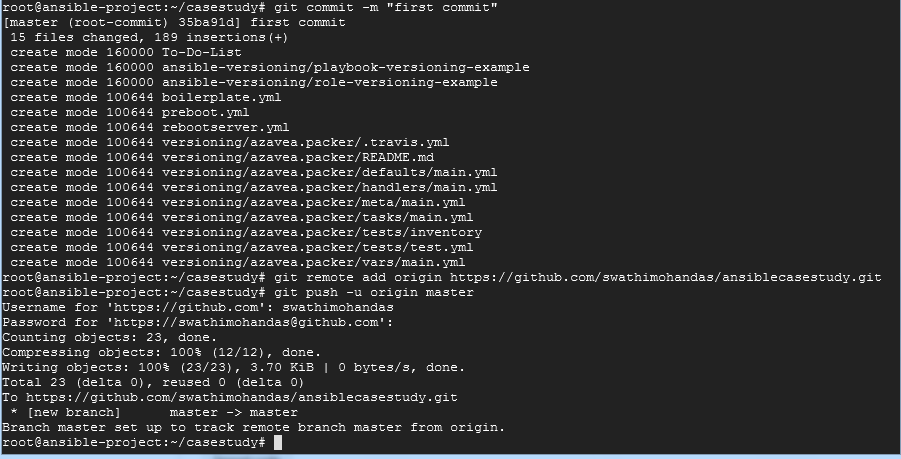 root@ansible-project:~/casestudy# git commit -m "first commit"
[master (root-commit) 35ba91d] first commit
 15 files changed, 189 insertions(+)
 create mode 160000 To-Do-List
 create mode 160000 ansible-versioning/playbook-versioning-example
 create mode 160000 ansible-versioning/role-versioning-example
 create mode 100644 boilerplate.yml
 create mode 100644 preboot.yml
 create mode 100644 rebootserver.yml
 create mode 100644 versioning/azavea.packer/.travis.yml
 create mode 100644 versioning/azavea.packer/README.md
 create mode 100644 versioning/azavea.packer/defaults/main.yml
 create mode 100644 versioning/azavea.packer/handlers/main.yml
 create mode 100644 versioning/azavea.packer/meta/main.yml
 create mode 100644 versioning/azavea.packer/tasks/main.yml
 create mode 100644 versioning/azavea.packer/tests/inventory
 create mode 100644 versioning/azavea.packer/tests/test.yml
 create mode 100644 versioning/azavea.packer/vars/main.yml
root@ansible-project:~/casestudy# git remote add origin https://github.com/swathimohandas/ansiblecasestudy.git
root@ansible-project:~/casestudy# git push -u origin master
Username for 'https://github.com': swathimohandas
Password for 'https://swathimohandas@github.com':
Counting objects: 23, done.
Compressing objects: 100% (12/12), done.
Writing objects: 100% (23/23), 3.70 KiB | 0 bytes/s, done.
Total 23 (delta 0), reused 0 (delta 0)
To https://github.com/swathimohandas/ansiblecasestudy.git
 * [new branch]      master -> master
Branch master set up to track remote branch master from origin.
root@ansible-project:~/casestudy#